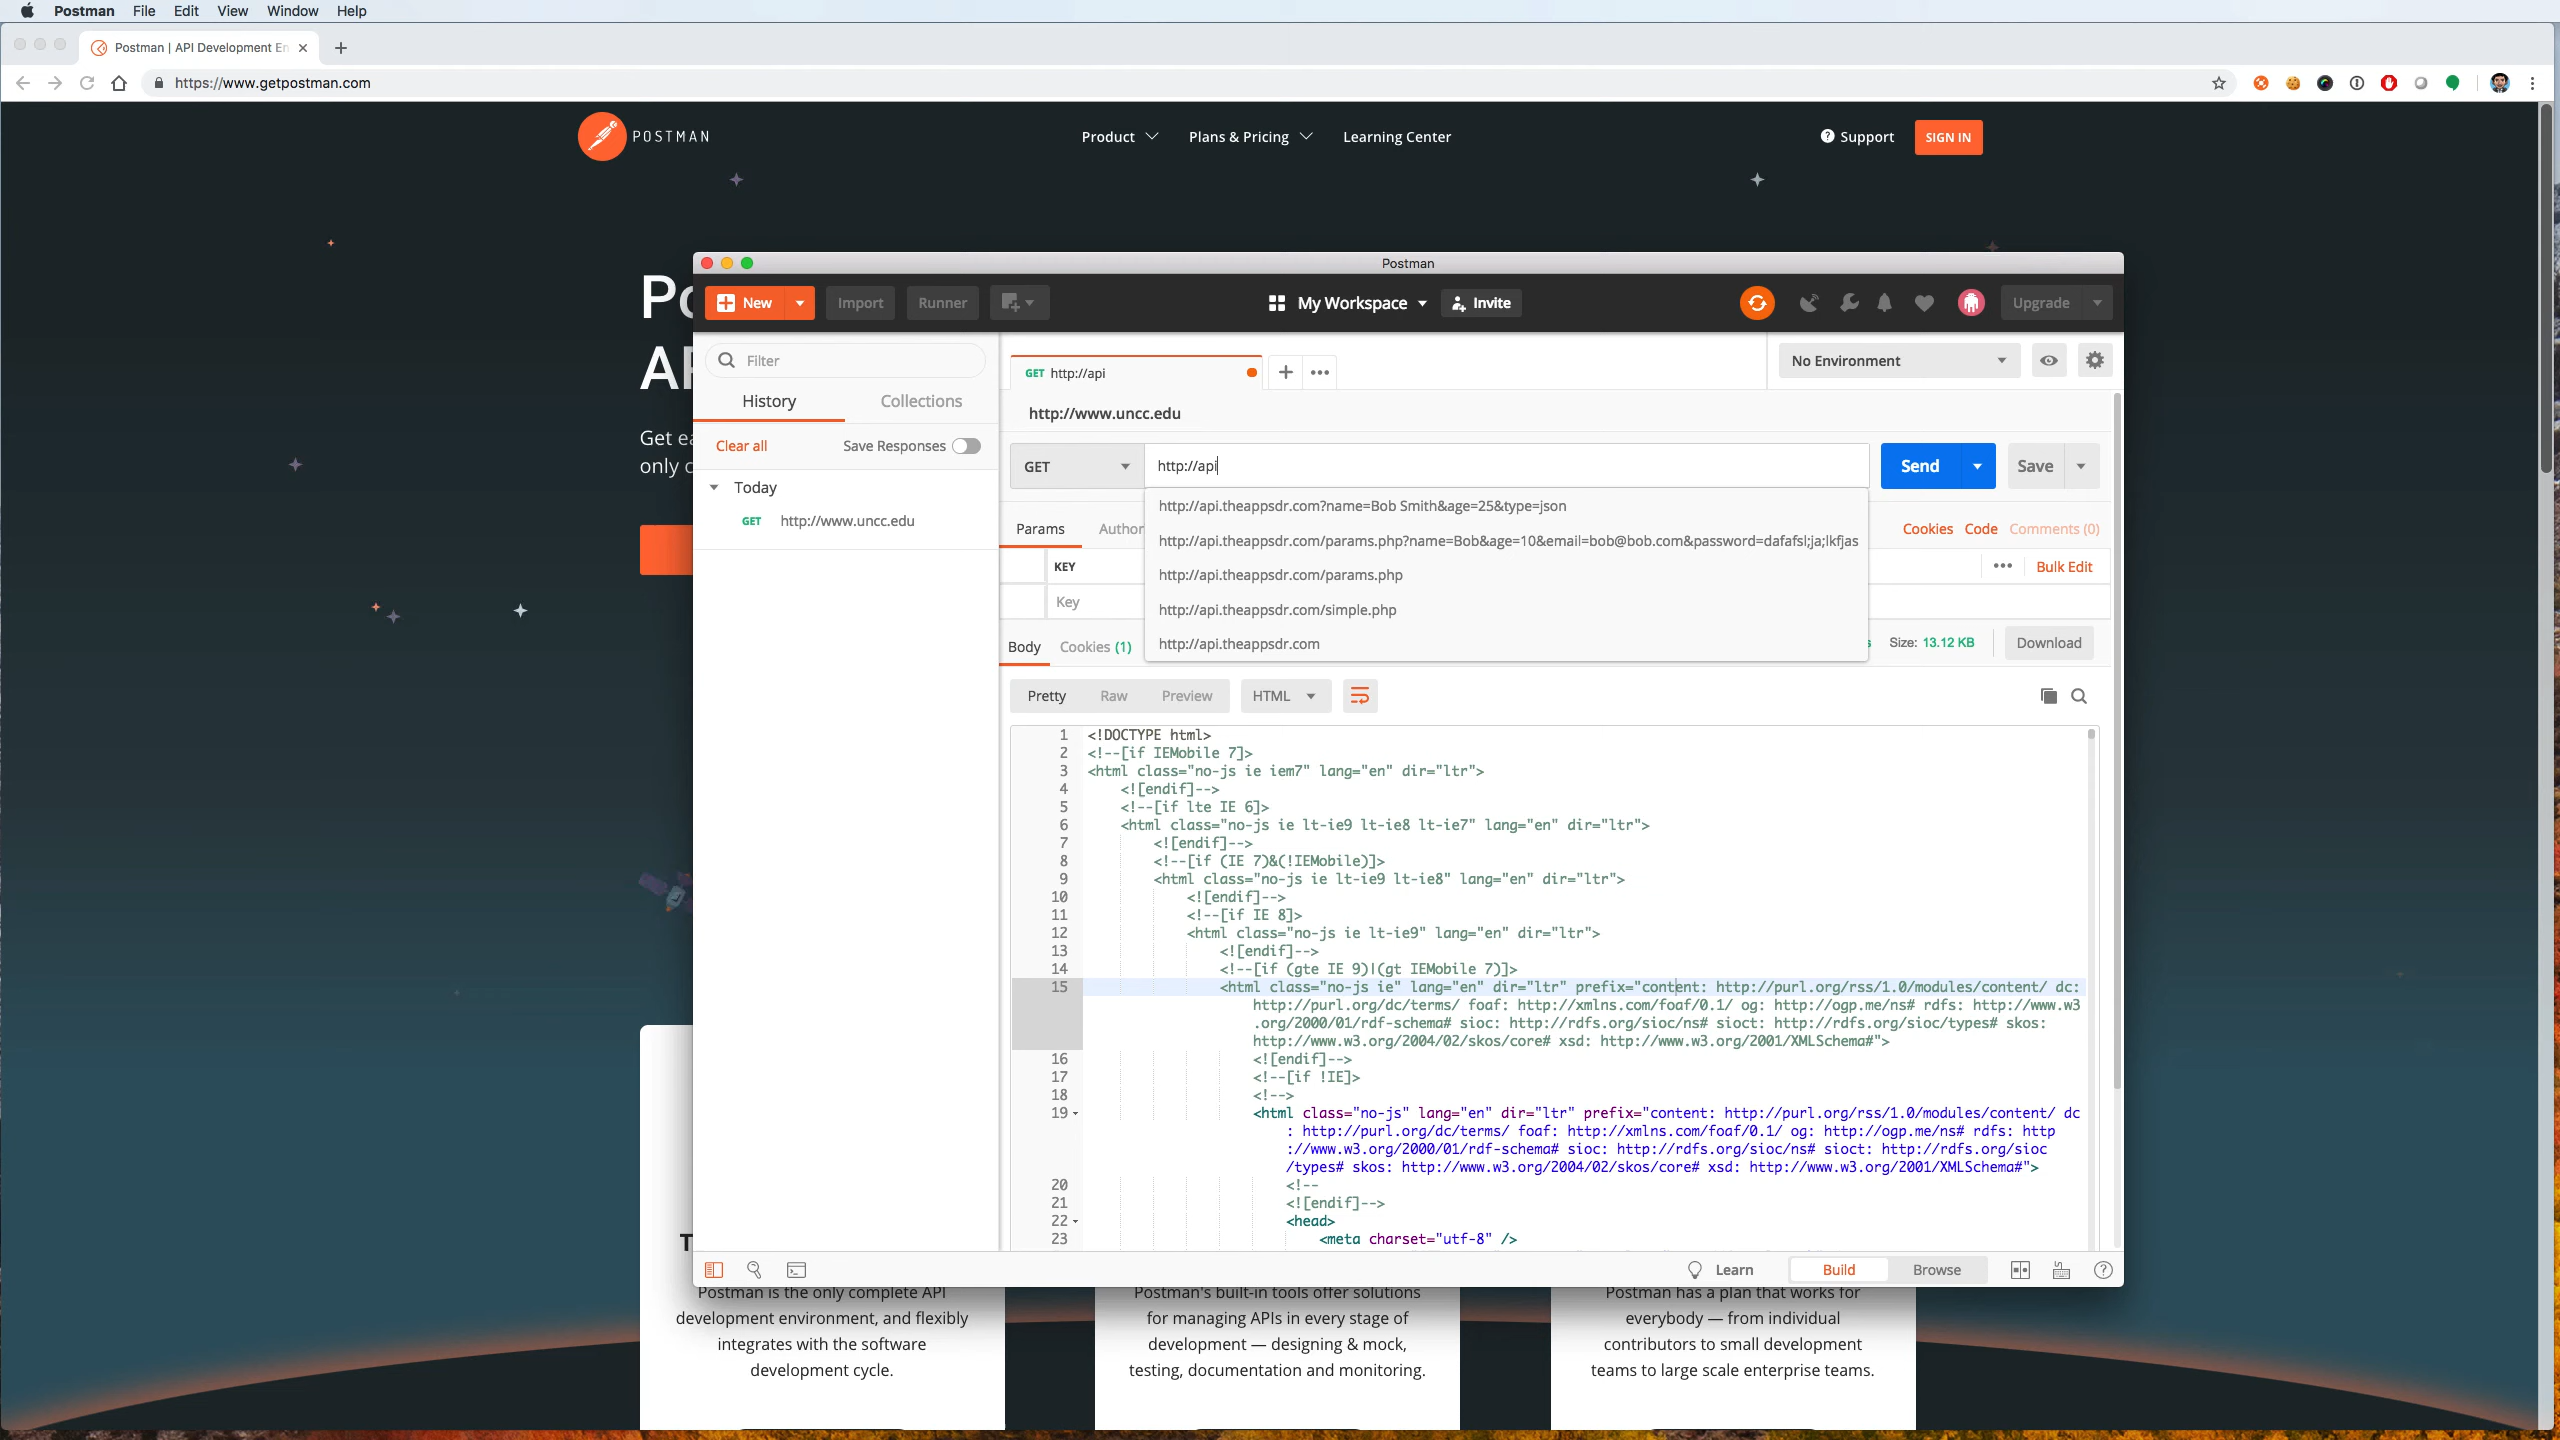 Postman File Edit View Window Help
Postman | API Development En
https://www.getpostman.com
POSTMAN Product Plans & Pricing Learning Center Support SIGN IN
Postman
Po
New Import Runner My Workspace Invite Upgrade
AP
Filter
GET http://api
No Environment
History Collections
http://www.uncc.edu
Get ea
only c
Clear all Save Responses
GET http://api Send Save
Today
GET http://www.uncc.edu
http://api.theappsdr.com?name=Bob Smith&age=25&type=json
http://api.theappsdr.com/params.php?name=Bob&age=10&email=bob@bob.com&password=dafafsl;ja;lkfjas
http://api.theappsdr.com/params.php
http://api.theappsdr.com/simple.php
http://api.theappsdr.com
Params Author Cookies Code Comments (0)
KEY Bulk Edit
Key
Body Cookies (1) s Size: 13.12 KB Download
Pretty Raw Preview HTML
1 <!DOCTYPE html>
2 <!--[if IEMobile 7]>
3 <html class="no-js ie iem7" lang="en" dir="ltr">
4 <![endif]-->
5 <!--[if lte IE 6]>
6 <html class="no-js ie lt-ie9 lt-ie8 lt-ie7" lang="en" dir="ltr">
7 <![endif]-->
8 <!--[if (IE 7)&(!IEMobile)]>
9 <html class="no-js ie lt-ie9 lt-ie8" lang="en" dir="ltr">
10 <![endif]-->
11 <!--[if IE 8]>
12 <html class="no-js ie lt-ie9" lang="en" dir="ltr">
13 <![endif]-->
14 <!--[if (gte IE 9)|(gt IEMobile 7)]>
15 <html class="no-js ie" lang="en" dir="ltr" prefix="content: http://purl.org/rss/1.0/modules/content/ dc:
http://purl.org/dc/terms/ foaf: http://xmlns.com/foaf/0.1/ og: http://ogp.me/ns# rdfs: http://www.w3
.org/2000/01/rdf-schema# sioc: http://rdfs.org/sioc/ns# sioct: http://rdfs.org/sioc/types# skos:
http://www.w3.org/2004/02/skos/core# xsd: http://www.w3.org/2001/XMLSchema#">
16 <![endif]-->
17 <!--[if !IE]>
18 <!-->
19 <html class="no-js" lang="en" dir="ltr" prefix="content: http://purl.org/rss/1.0/modules/content/ dc
: http://purl.org/dc/terms/ foaf: http://xmlns.com/foaf/0.1/ og: http://ogp.me/ns# rdfs: http
://www.w3.org/2000/01/rdf-schema# sioc: http://rdfs.org/sioc/ns# sioct: http://rdfs.org/sioc
/types# skos: http://www.w3.org/2004/02/skos/core# xsd: http://www.w3.org/2001/XMLSchema#">
20 <!--
21 <![endif]-->
22 <head>
23 <meta charset="utf-8" />
T
Learn Build Browse
Postman is the only complete API
development environment, and flexibly
integrates with the software
development cycle.
Postman's built-in tools offer solutions
for managing APIs in every stage of
development — designing & mock,
testing, documentation and monitoring.
Postman has a plan that works for
everybody — from individual
contributors to small development
teams to large scale enterprise teams.